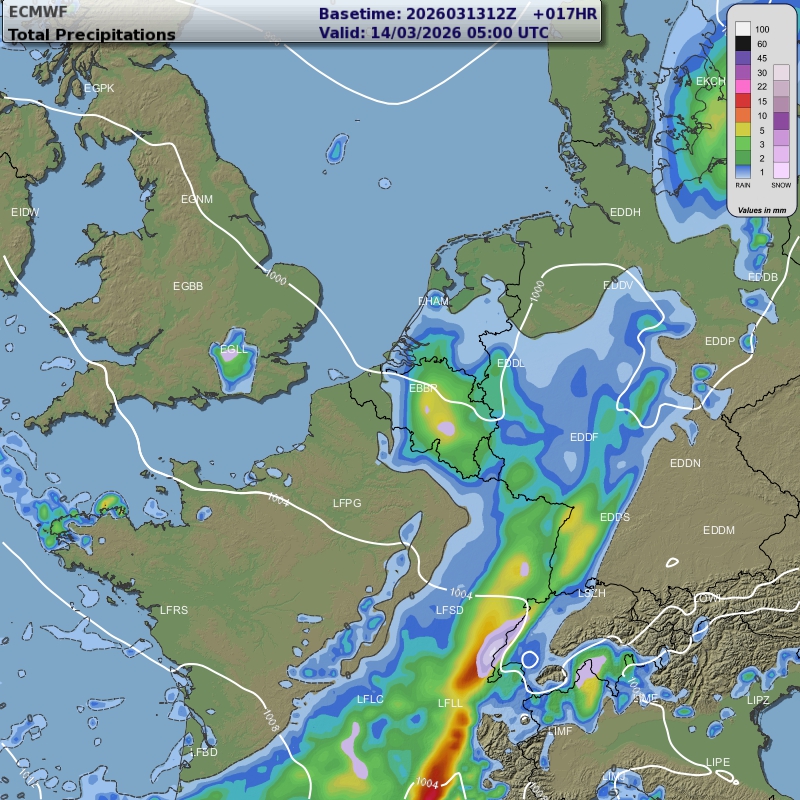 ECMWF
Basetime: 2026031312Z +017HR
Total Precipitations
Valid: 14/03/2026 05:00 UTC
100
60
45
30
22
15
10
5
3
2
1
RAIN SNOW
Values in mm
EGPK
EKCH
EIDW
EGNM
EDDH
1000
EGBB
EDDV
EDDB
1000
EHAM
EGLL
EDDL
EDDP
EBBR
EDDF
EDDN
1004
LFPG
EDDS
EDDM
1004
LSZH
LFRS
LFSD
LFLC
LFLL
LIME
LIPZ
1008
LIMF
LFBD
LIPE
LIMJ
1004